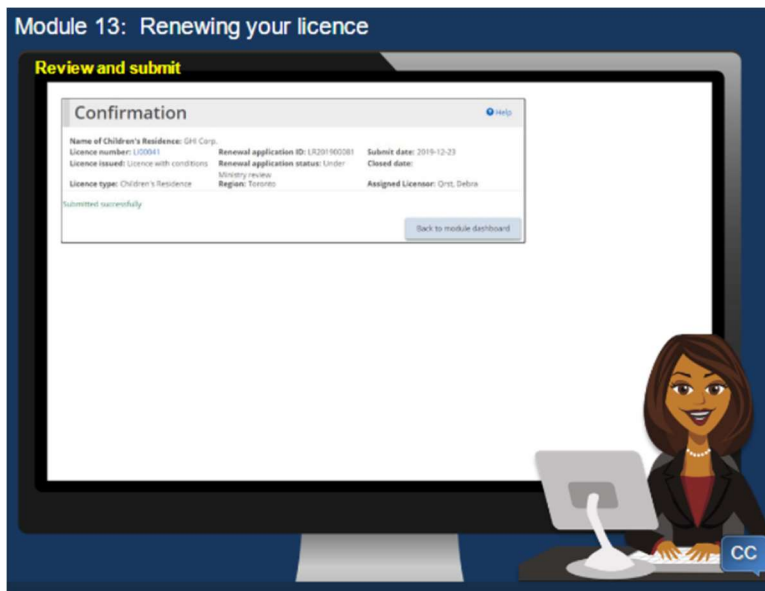 Module 13: Renewing your licence
Review and submit
Confirmation
Help
Name of Children's Residence: GHI Corp.
Licence number: LI00041 Renewal application ID: LR201900081 Submit date: 2019-12-23
Licence issued: Licence with conditions Renewal application status: Under Closed date:
Ministry review
Licence type: Children's Residence Region: Toronto Assigned Licensor: Qrst, Debra
Submitted successfully
Back to module dashboard
CC